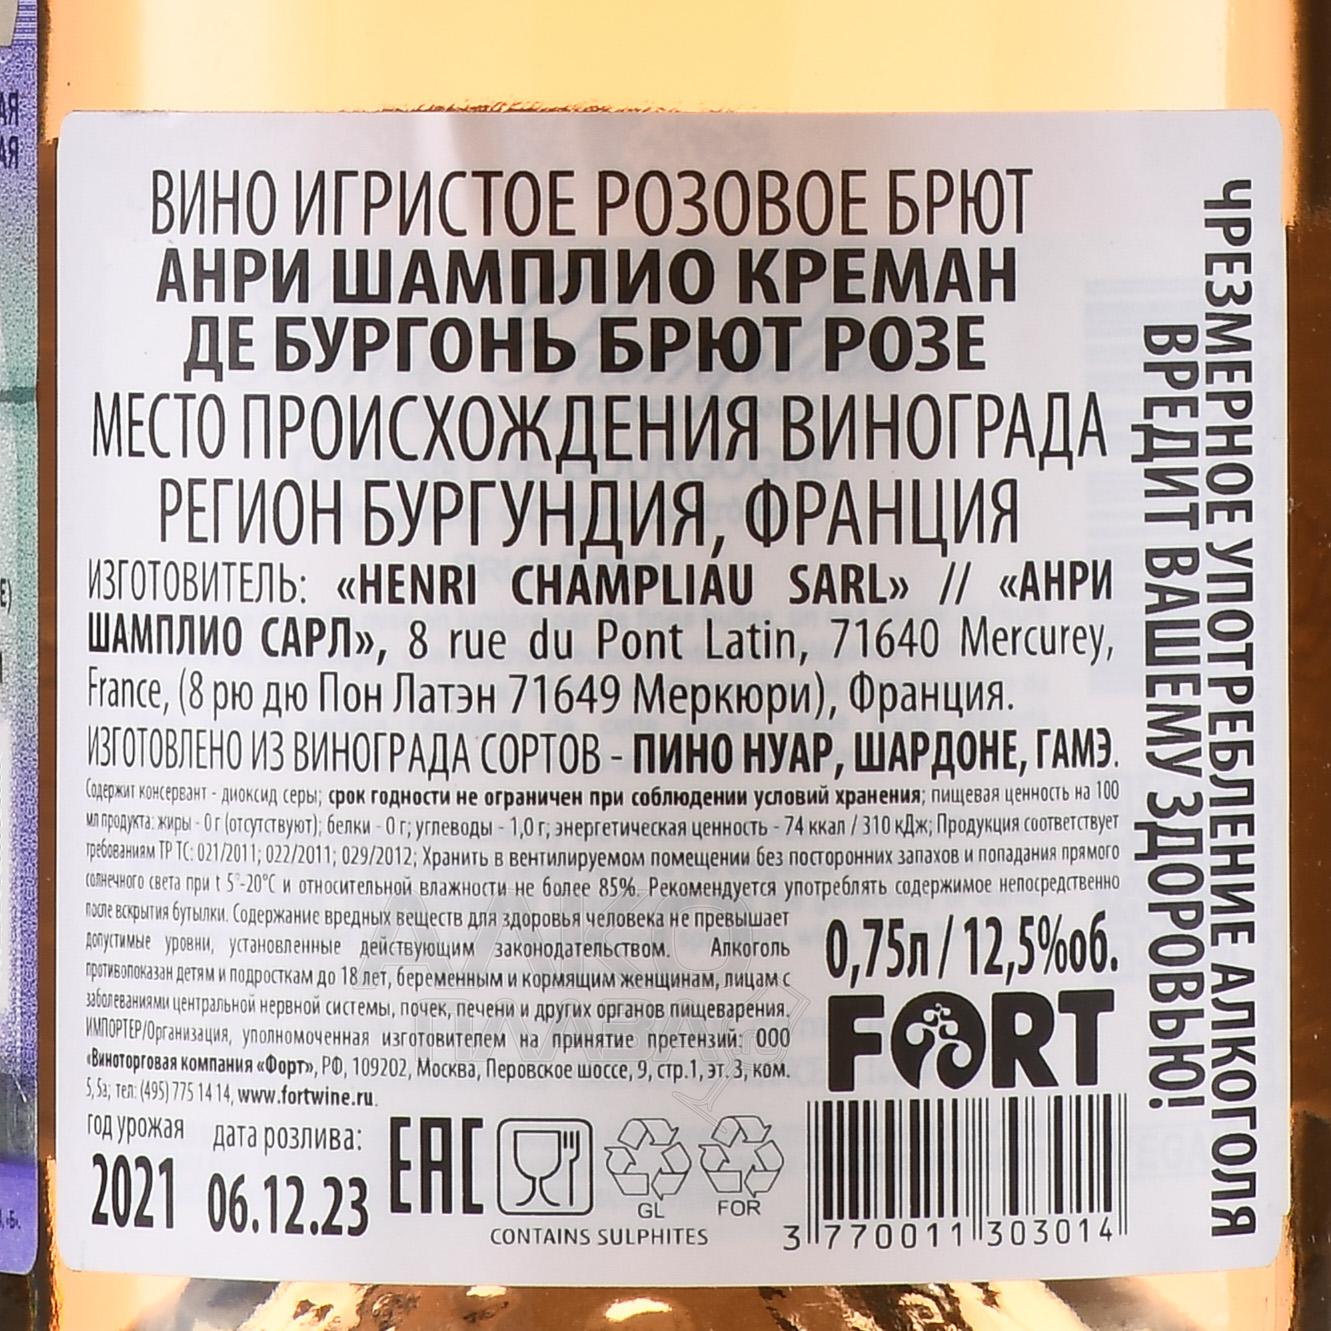 ВИНО ИГРИСТОЕ РОЗОВОЕ БРЮТ
АНРИ ШАМПЛИО КРЕМАН
ДЕ БУРГОНЬ БРЮТ РОЗЕ
МЕСТО ПРОИСХОЖДЕНИЯ ВИНОГРАДА
РЕГИОН БУРГУНДИЯ, ФРАНЦИЯ
ИЗГОТОВИТЕЛЬ: «HENRI CHAMPLIAU SARL» // «АНРИ
ШАМПЛИО САРЛ», 8 rue du Pont Latin, 71640 Mercurey,
France, (8 рю дю Пон Латэн 71649 Меркюри), Франция.
ИЗГОТОВЛЕНО ИЗ ВИНОГРАДА СОРТОВ - ПИНО НУАР, ШАРДОНЕ, ГАМЭ.
Содержит консервант - диоксид серы; срок годности не ограничен при соблюдении условий хранения; пищевая ценность на 100
мл продукта: жиры - 0 г (отсутствуют); белки - 0 г; углеводы - 1,0 г; энергетическая ценность - 74 ккал / 310 кДж; Продукция соответствует
требованиям ТР ТС: 021/2011; 022/2011; 029/2012; Хранить в вентилируемом помещении без посторонних запахов и попадания прямого
солнечного света при t 5°-20°C и относительной влажности не более 85%. Рекомендуется употреблять содержимое непосредственно
после вскрытия бутылки. Содержание вредных веществ для здоровья человека не превышает
допустимые уровни, установленные действующим законодательством. Алкоголь
противопоказан детям и подросткам до 18 лет, беременным и кормящим женщинам, лицам с
заболеваниями центральной нервной системы, почек, печени и других органов пищеварения.
ИМПОРТЕР/Организация, уполномоченная изготовителем на принятие претензий: ООО
«Виноторговая компания «Форт», РФ, 109202, Москва, Перовское шоссе, 9, стр.1, эт. 3, ком.
5, 5а; тел: (495) 775 14 14, www.fortwine.ru.
0,75л / 12,5%об.
FORT
год урожая дата розлива:
2021 06.12.23
EAC
GL FOR
CONTAINS SULPHITES
3 770011 303014
ЧРЕЗМЕРНОЕ УПОТРЕБЛЕНИЕ АЛКОГОЛЯ
ВРЕДИТ ВАШЕМУ ЗДОРОВЬЮ!